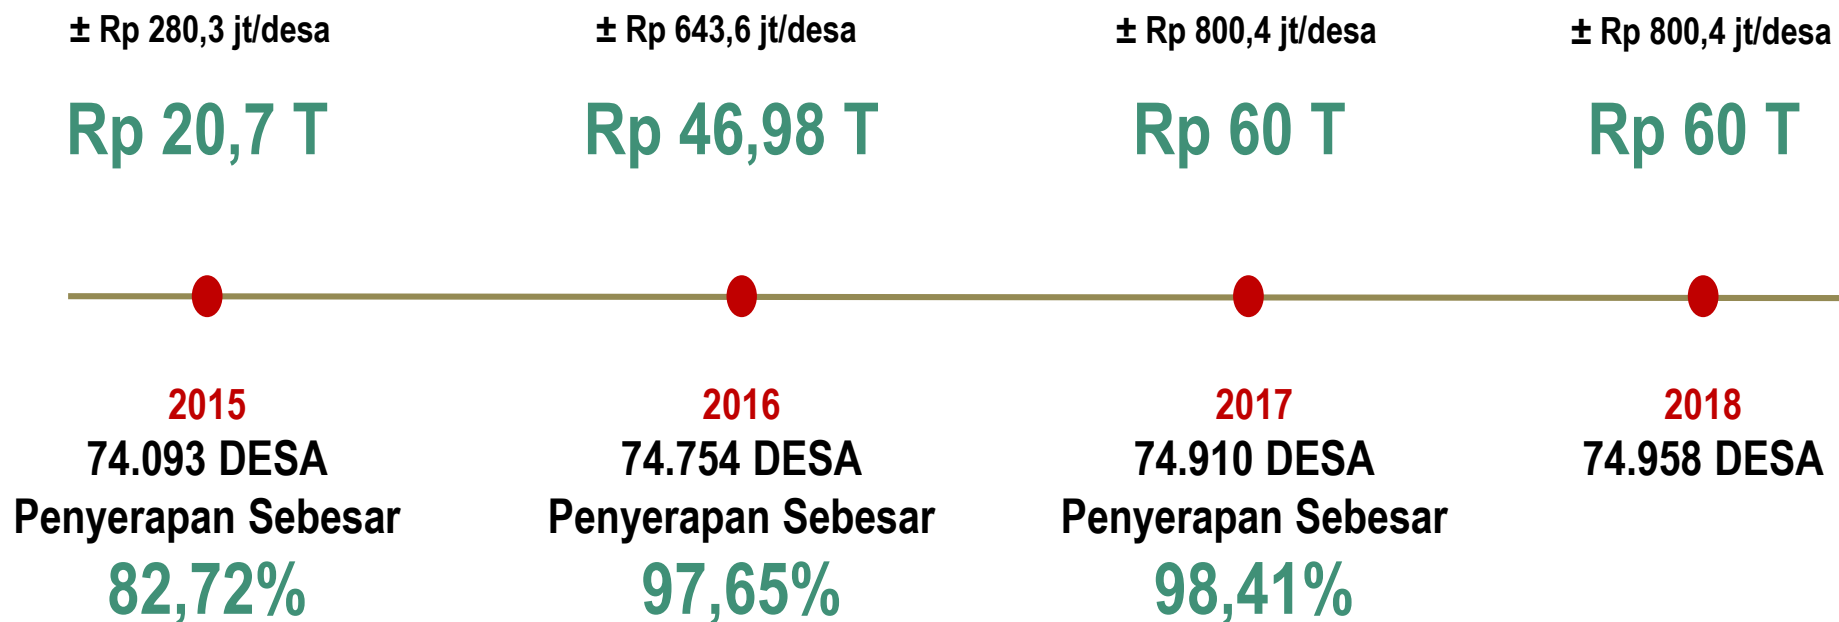 ± Rp 280,3 jt/desa
Rp 20,7 T
2015
74.093 DESA
Penyerapan Sebesar
82,72%
± Rp 643,6 jt/desa
Rp 46,98 T
2016
74.754 DESA
Penyerapan Sebesar
97,65%
± Rp 800,4 jt/desa
Rp 60 T
2017
74.910 DESA
Penyerapan Sebesar
98,41%
± Rp 800,4 jt/desa
Rp 60 T
2018
74.958 DESA